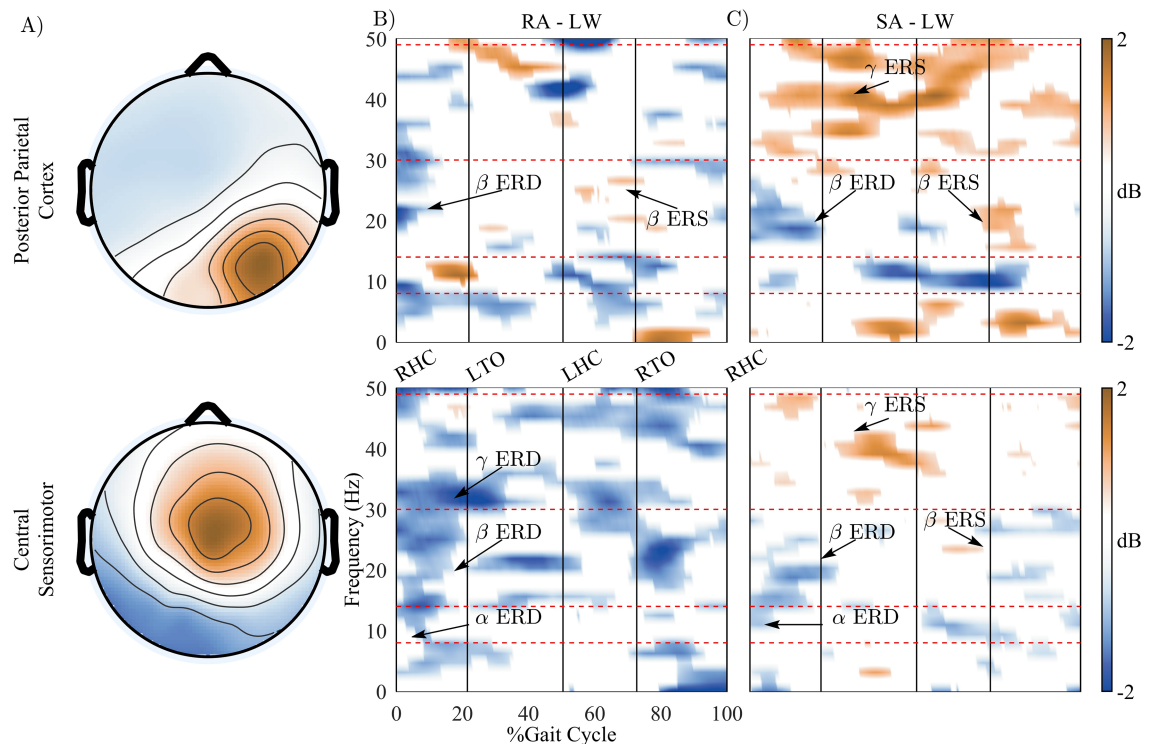 A)
B)
RA - LW
C)
SA - LW
Posterior Parietal
Cortex
50
40
30
20
10
0
β ERD
β ERS
γ ERS
β ERD
β ERS
2
dB
-2
RHC
LTO
LHC
RTO
RHC
Central
Sensorimotor
Frequency (Hz)
50
40
30
20
10
0
γ ERD
β ERD
α ERD
γ ERS
β ERD
β ERS
α ERD
2
dB
-2
0
20
40
60
80
100
%Gait Cycle